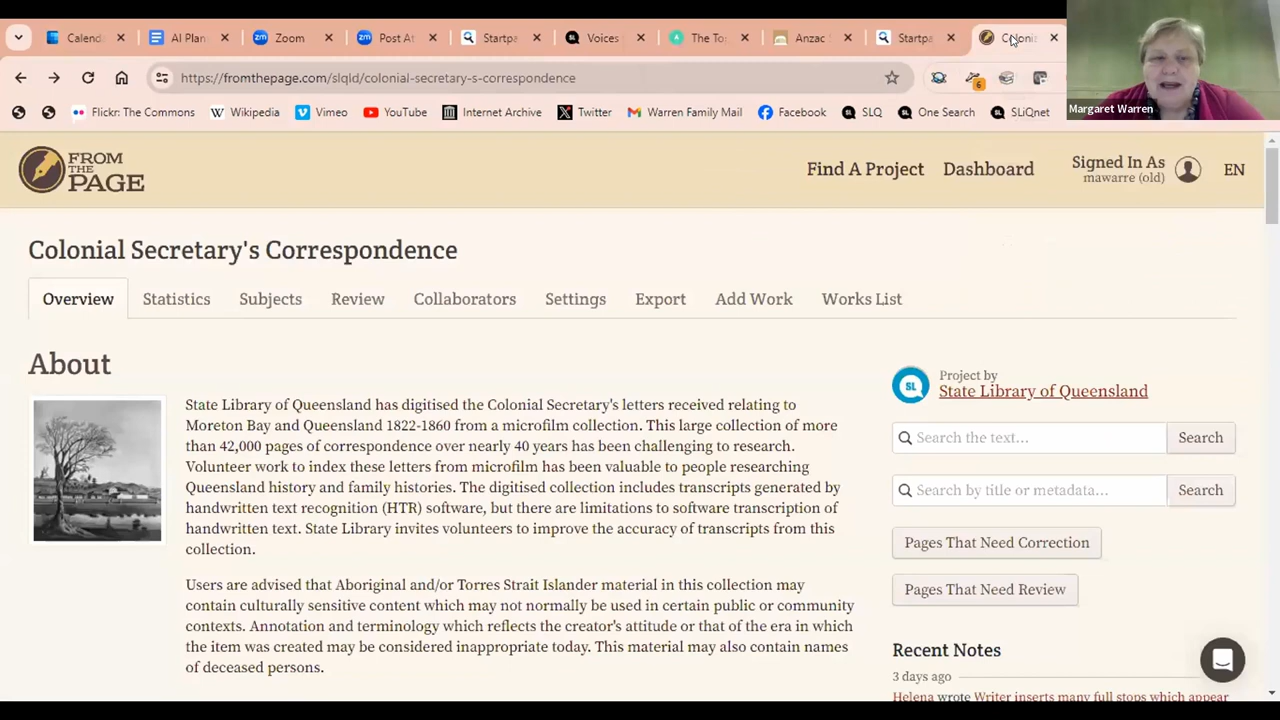 Calend
AI Plan
Zoom
Post At
Startpa
Voices
The To
Anzac
Startpa
Colonia
https://fromthepage.com/slqld/colonial-secretary-s-correspondence
6
Flickr: The Commons
Wikipedia
Vimeo
YouTube
Internet Archive
Twitter
Warren Family Mail
Facebook
SLQ
One Search
SLiQnet
Margaret Warren
FROM THE PAGE
Find A Project
Dashboard
Signed In As
mawarre (old)
EN
Colonial Secretary's Correspondence
Overview
Statistics
Subjects
Review
Collaborators
Settings
Export
Add Work
Works List
About
State Library of Queensland has digitised the Colonial Secretary's letters received relating to
Moreton Bay and Queensland 1822-1860 from a microfilm collection. This large collection of more
than 42,000 pages of correspondence over nearly 40 years has been challenging to research.
Volunteer work to index these letters from microfilm has been valuable to people researching
Queensland history and family histories. The digitised collection includes transcripts generated by
handwritten text recognition (HTR) software, but there are limitations to software transcription of
handwritten text. State Library invites volunteers to improve the accuracy of transcripts from this
collection.
Users are advised that Aboriginal and/or Torres Strait Islander material in this collection may
contain culturally sensitive content which may not normally be used in certain public or community
contexts. Annotation and terminology which reflects the creator's attitude or that of the era in which
the item was created may be considered inappropriate today. This material may also contain names
of deceased persons.
SL
Project by
State Library of Queensland
Search the text...
Search
Search by title or metadata...
Search
Pages That Need Correction
Pages That Need Review
Recent Notes
3 days ago
Helena wrote Writer inserts many full stops which appear